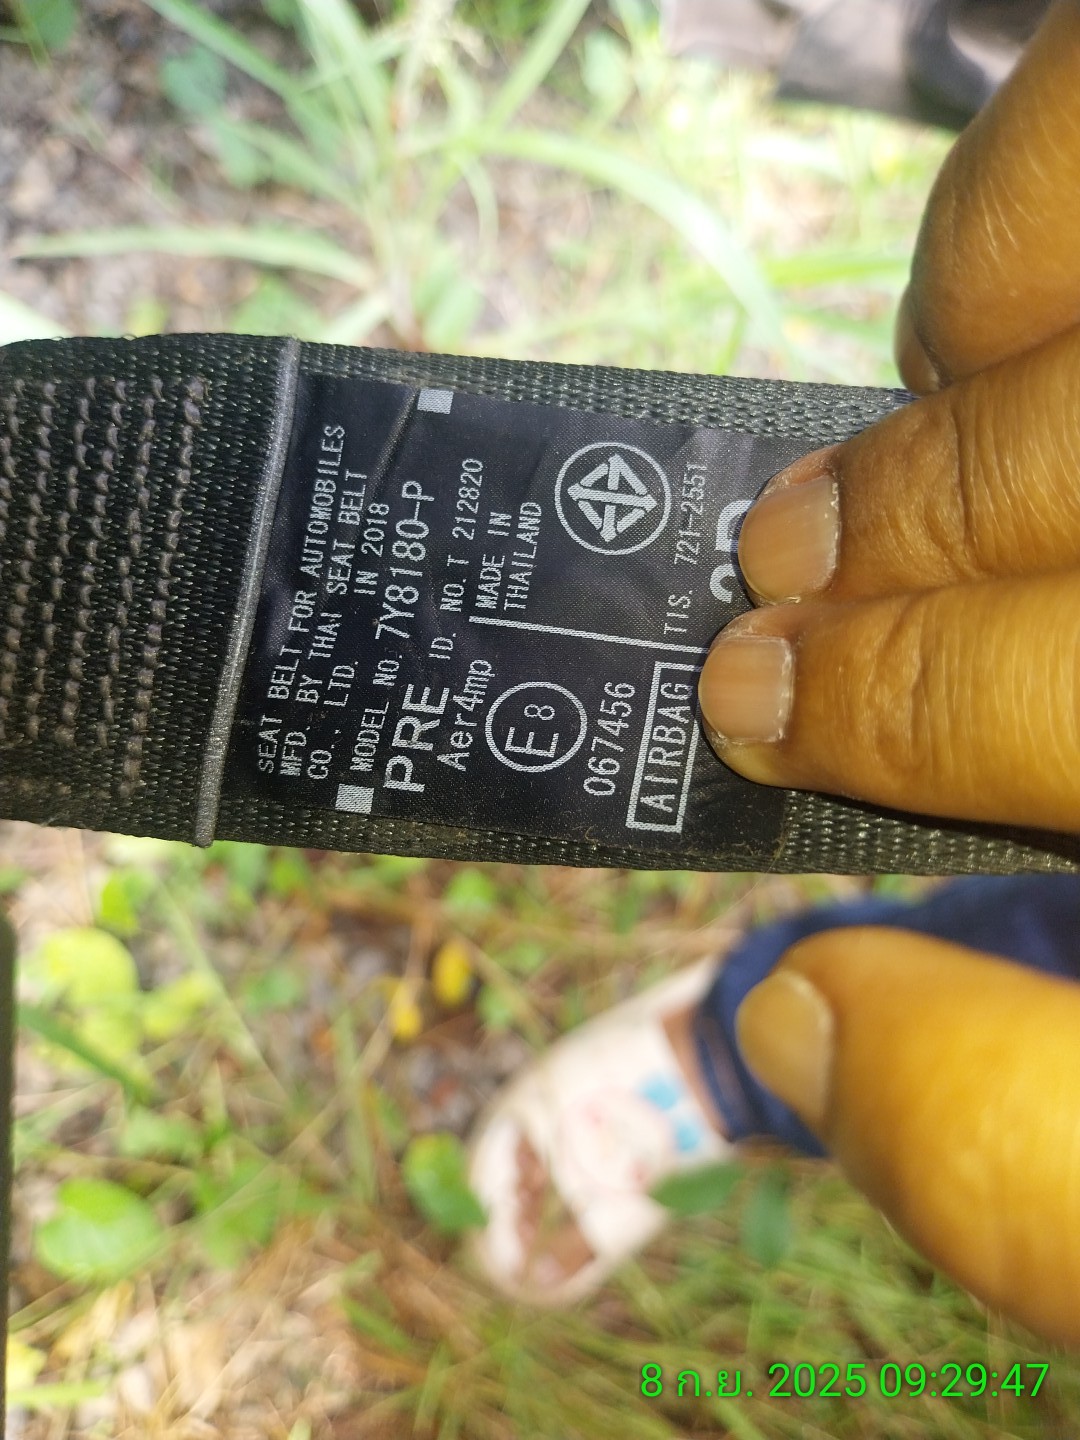 SEAT BELT FOR AUTOMOBILES
MFD. BY THAI SEAT BELT
CO., LTD. IN 2018
MODEL NO. 7Y8180-P
PRE ID. NO. T 212820
Aer4mp
MADE IN
THAILAND
E8
067456
AIRBAG
TIS. 721-2551
8 ก.ย. 2025 09:29:47